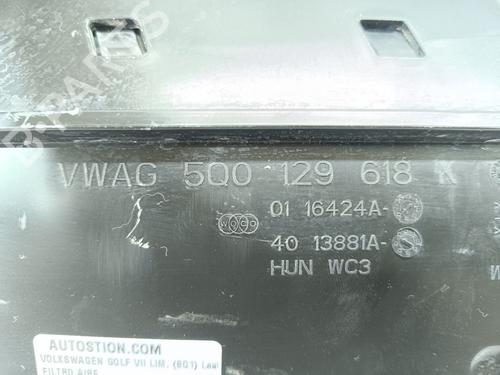 VWAG 5Q0 129 618 K
01 16424A-
40 13881A-
HUN WC3
AUTOSTION.COM
VOLKSWAGEN GOLF VII LIM. (BQ1)
FILTRO AIRE
B-PARTS